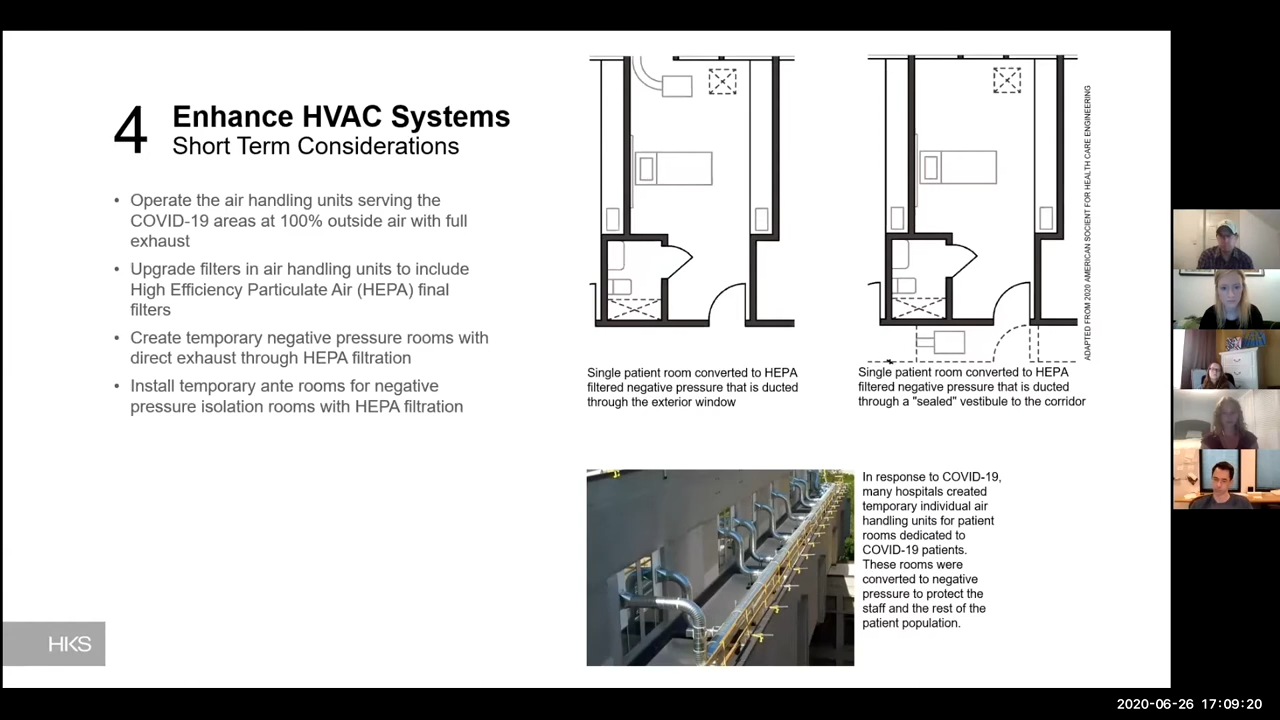 4
Enhance HVAC Systems
Short Term Considerations
• Operate the air handling units serving the
COVID-19 areas at 100% outside air with full
exhaust
• Upgrade filters in air handling units to include
High Efficiency Particulate Air (HEPA) final
filters
• Create temporary negative pressure rooms with
direct exhaust through HEPA filtration
• Install temporary ante rooms for negative
pressure isolation rooms with HEPA filtration
Single patient room converted to HEPA
filtered negative pressure that is ducted
through the exterior window
Single patient room converted to HEPA
filtered negative pressure that is ducted
through a "sealed" vestibule to the corridor
ADAPTED FROM 2020 AMERICAN SOCIENT FOR HEALTH CARE ENGINEERING
In response to COVID-19,
many hospitals created
temporary individual air
handling units for patient
rooms dedicated to
COVID-19 patients.
These rooms were
converted to negative
pressure to protect the
staff and the rest of the
patient population.
HKS
2020-06-26 17:09:20